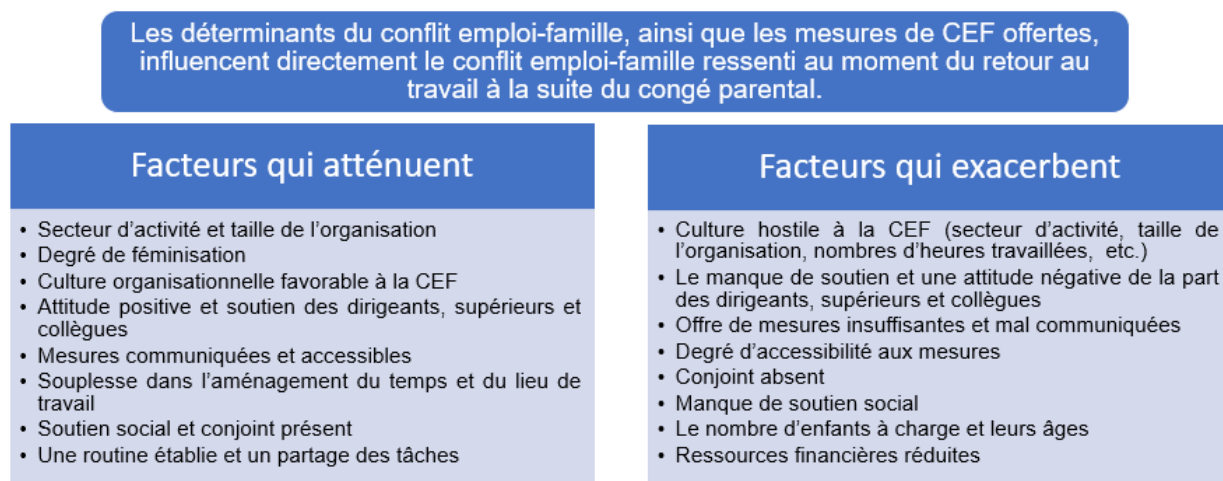 Les déterminants du conflit emploi-famille, ainsi que les mesures de CEF offertes,
influencent directement le conflit emploi-famille ressenti au moment du retour au
travail à la suite du congé parental.
Facteurs qui atténuent
• Secteur d’activité et taille de l’organisation
• Degré de féminisation
• Culture organisationnelle favorable à la CEF
• Attitude positive et soutien des dirigeants, supérieurs et
collègues
• Mesures communiquées et accessibles
• Souplesse dans l’aménagement du temps et du lieu de
travail
• Soutien social et conjoint présent
• Une routine établie et un partage des tâches
Facteurs qui exacerbent
• Culture hostile à la CEF (secteur d’activité, taille de
l’organisation, nombres d’heures travaillées, etc.)
• Le manque de soutien et une attitude négative de la part
des dirigeants, supérieurs et collègues
• Offre de mesures insuffisantes et mal communiquées
• Degré d’accessibilité aux mesures
• Conjoint absent
• Manque de soutien social
• Le nombre d’enfants à charge et leurs âges
• Ressources financières réduites